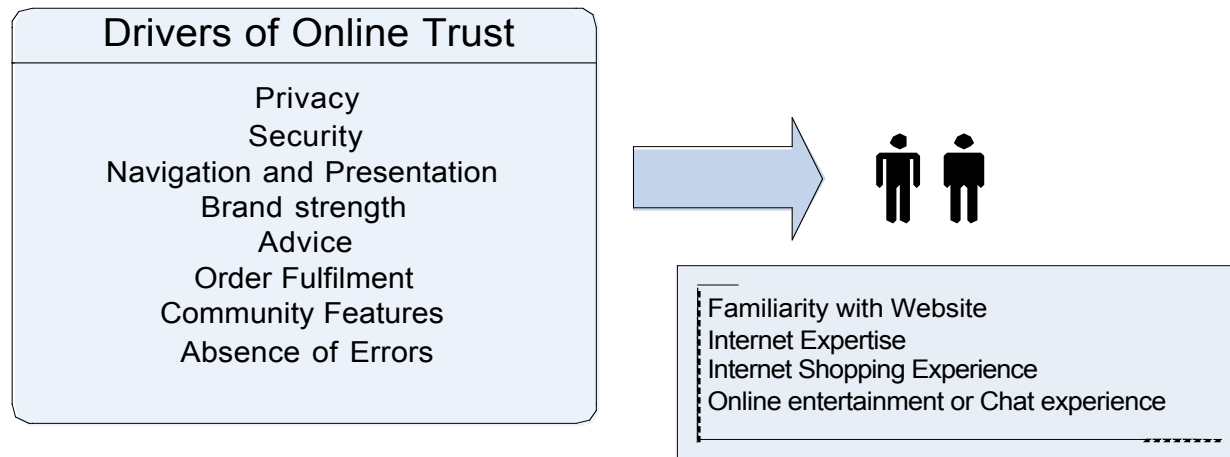 Drivers of Online Trust
Privacy
Security
Navigation and Presentation
Brand strength
Advice
Order Fulfilment
Community Features
Absence of Errors
Familiarity with Website
Internet Expertise
Internet Shopping Experience
Online entertainment or Chat experience